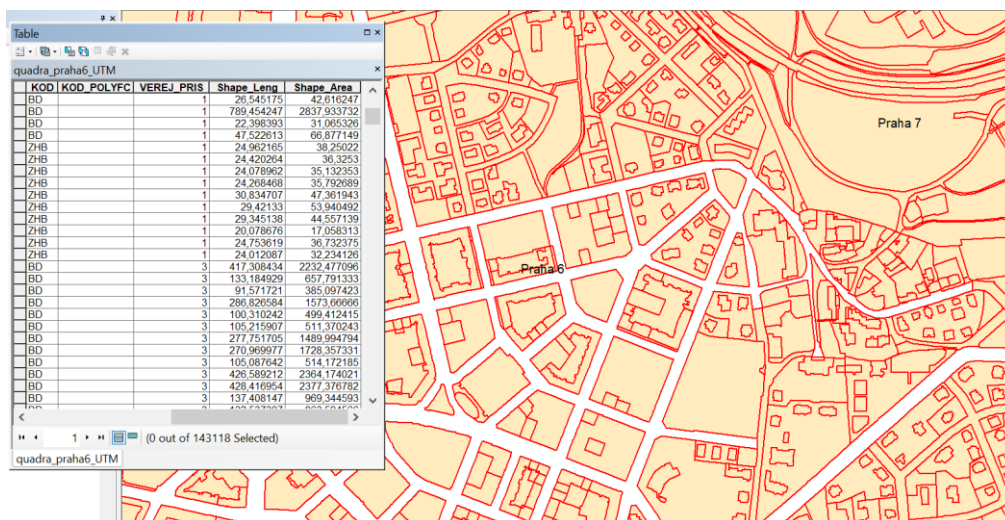 Table
quadra_praha6_UTM
KOD KOD_POLYFC VEREJ_PRIS Shape_Leng Shape_Area
BD 1 26,545175 42,616247
BD 1 789,454247 2837,933732
BD 1 22,398393 31,065326
BD 1 47,522613 66,877149
ZHB 1 24,962165 38,25022
ZHB 1 24,420264 36,3253
ZHB 1 24,078962 35,132353
ZHB 1 24,268468 35,792689
ZHB 1 30,834707 47,361943
ZHB 1 29,42133 53,940492
ZHB 1 29,345138 44,557139
ZHB 1 20,078676 17,058313
ZHB 1 24,753619 36,732375
ZHB 1 24,012087 32,234126
BD 3 417,308434 2232,477096
BD 3 133,184929 657,791333
BD 3 91,571721 385,097423
BD 3 286,826584 1573,66666
BD 3 100,310242 499,412415
BD 3 105,215907 511,370243
BD 3 277,751705 1489,994794
BD 3 270,969977 1728,357331
BD 3 105,087642 514,172185
BD 3 426,589212 2364,174021
BD 3 428,416954 2377,376782
BD 3 137,408147 969,344593
BD 3
1 (0 out of 143118 Selected)
quadra_praha6_UTM
Praha 7
Praha 6